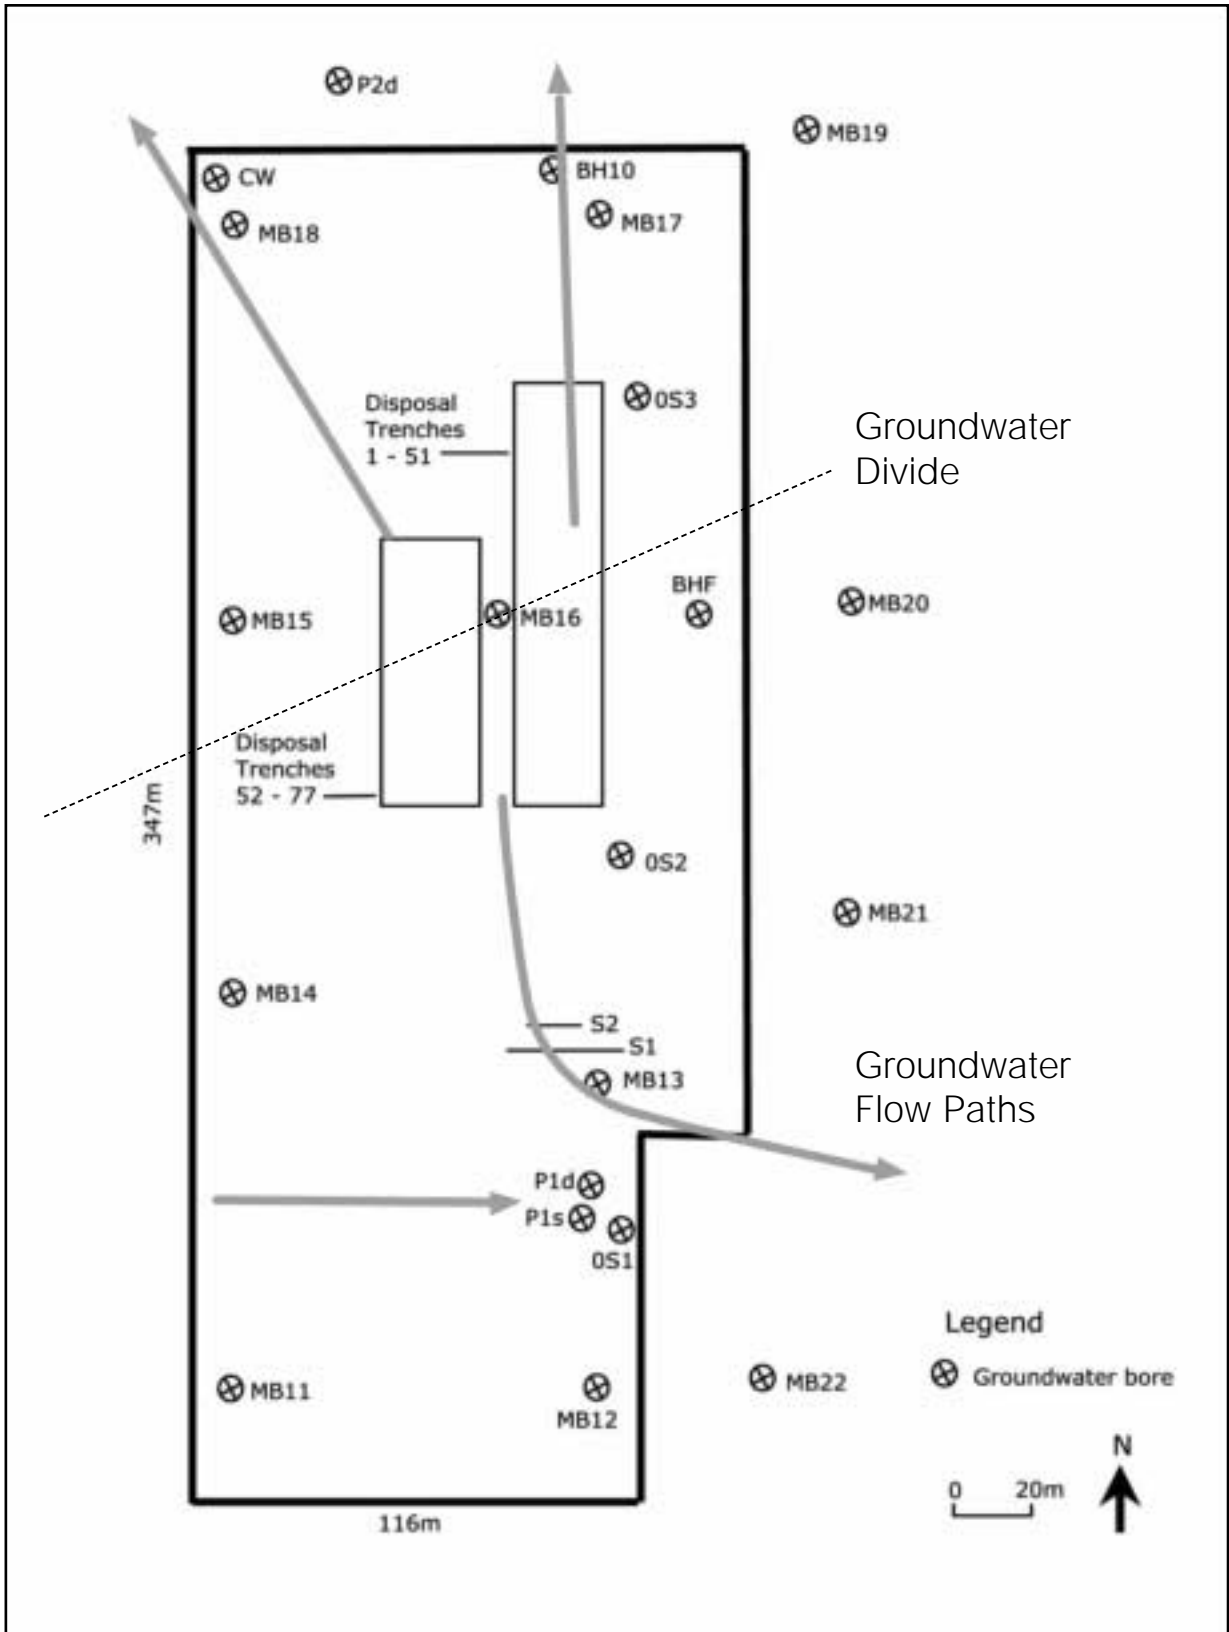 P2d
MB19
CW
BH10
MB18
MB17
Disposal
Trenches
1 - 51
0S3
Groundwater
Divide
BHF
MB15
MB16
MB20
Disposal
Trenches
52 - 77
347m
0S2
MB21
MB14
S2
S1
MB13
Groundwater
Flow Paths
P1d
P1s
0S1
Legend
Groundwater bore
MB11
MB12
MB22
N
0 20m
116m